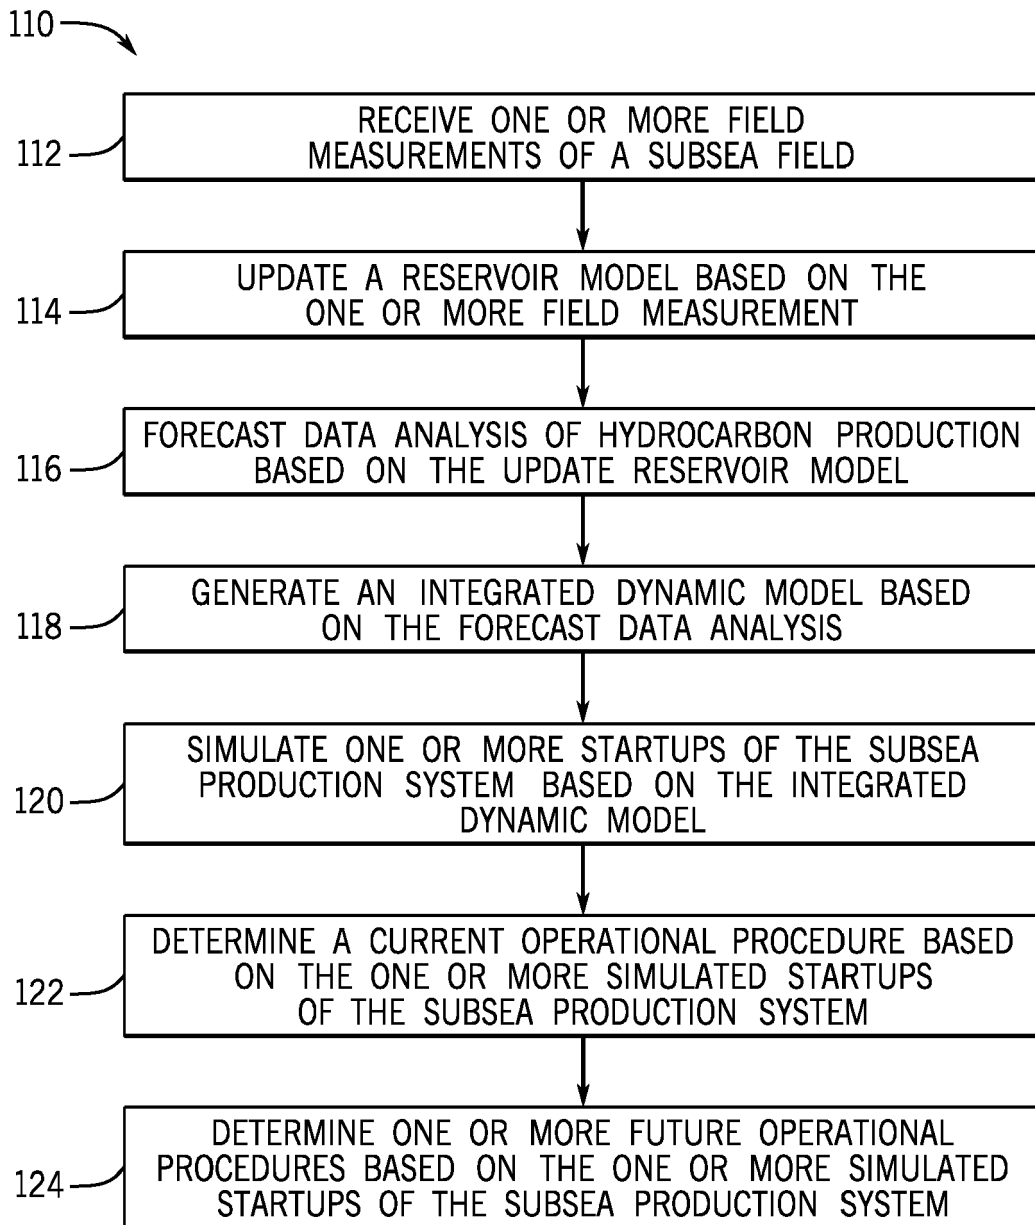 110
112
RECEIVE ONE OR MORE FIELD
MEASUREMENTS OF A SUBSEA FIELD
114
UPDATE A RESERVOIR MODEL BASED ON THE
ONE OR MORE FIELD MEASUREMENT
116
FORECAST DATA ANALYSIS OF HYDROCARBON PRODUCTION
BASED ON THE UPDATE RESERVOIR MODEL
118
GENERATE AN INTEGRATED DYNAMIC MODEL BASED
ON THE FORECAST DATA ANALYSIS
120
SIMULATE ONE OR MORE STARTUPS OF THE SUBSEA
PRODUCTION SYSTEM BASED ON THE INTEGRATED
DYNAMIC MODEL
122
DETERMINE A CURRENT OPERATIONAL PROCEDURE BASED
ON THE ONE OR MORE SIMULATED STARTUPS
OF THE SUBSEA PRODUCTION SYSTEM
124
DETERMINE ONE OR MORE FUTURE OPERATIONAL
PROCEDURES BASED ON THE ONE OR MORE SIMULATED
STARTUPS OF THE SUBSEA PRODUCTION SYSTEM